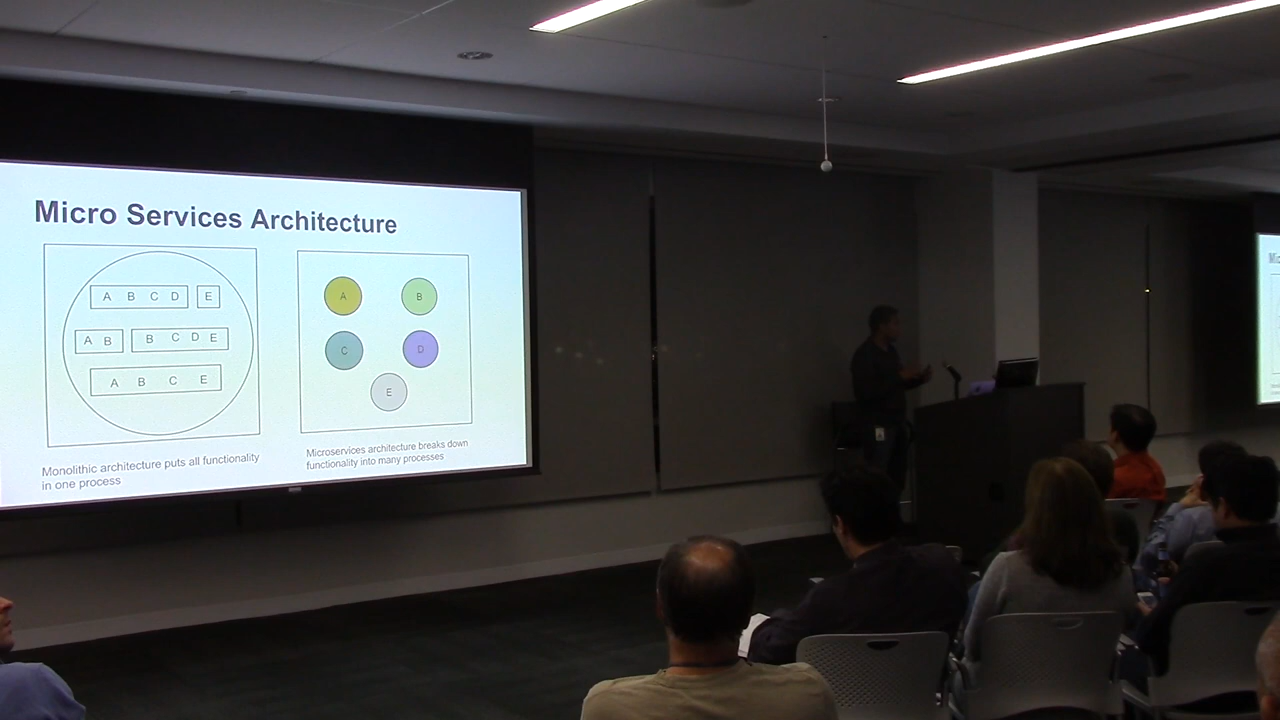 Micro Services Architecture
A B C D E
A B B C D E
A B C E
A B
C D
E
Monolithic architecture puts all functionality
in one process
Microservices architecture breaks down
functionality into many processes